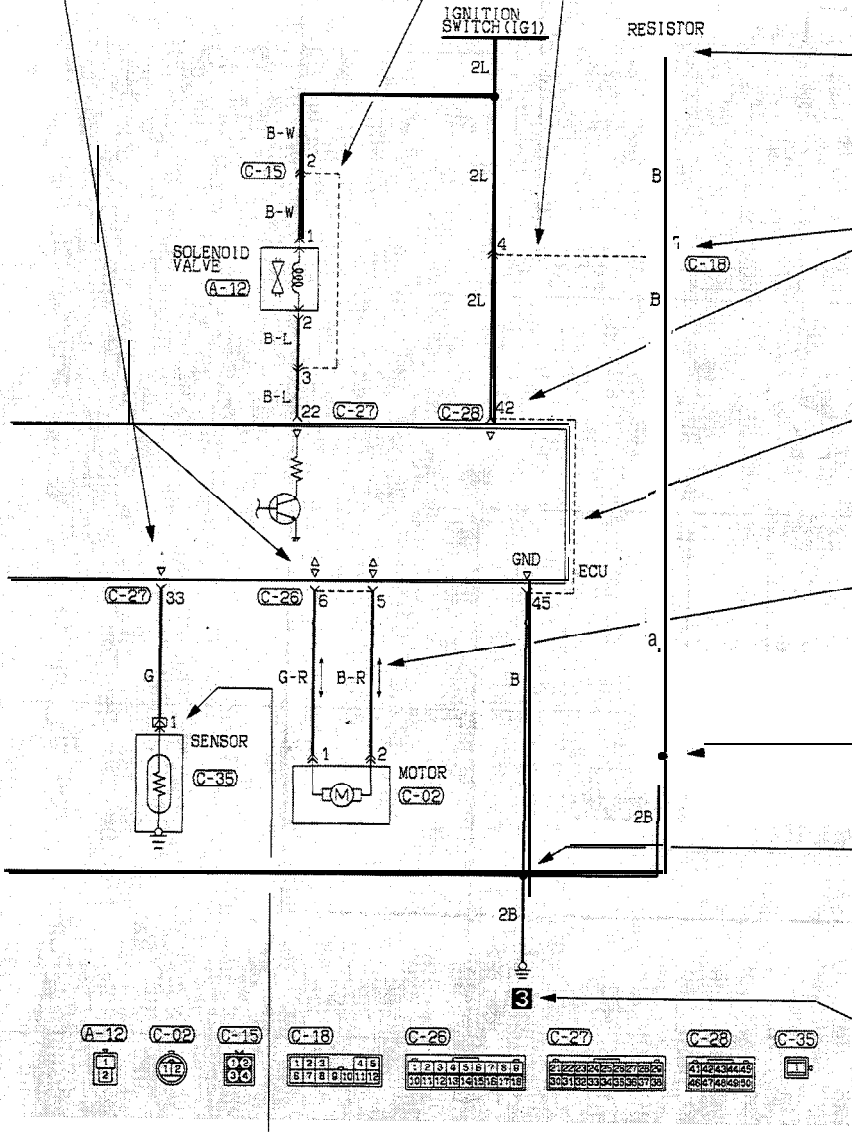 IGNITION
SWITCH(IG1)
RESISTOR
2L
B-W
2
C-15
2L
B
B-W
1
4
7
SOLENOID
VALVE
C-18
A-12
2L
B
2
B-L
3
B-L
22
C-27
C-28
42
GND
ECU
C-27
33
C-26
6
5
45
a.
G
G-R
B-R
B
1
SENSOR
1
2
MOTOR
C-35
M
C-02
2B
2B
3
A-12
C-02
C-15
C-18
C-26
C-27
C-28
C-35
1
1 2
1 2
1 2 3 4 5
1 2 3 4 5 6 7 8 9
21 22 23 24 25 26 27 28 29
41 42 43 44 45
1
2
3 4
6 7 8 9 10 11 12
10 11 12 13 14 15 16 17 18
30 31 32 33 34 35 36 37 38
46 47 48 49 50